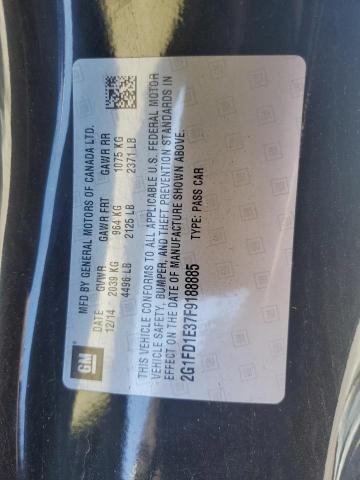 GM
MFD BY GENERAL MOTORS OF CANADA LTD.
DATE GVWR GAWR FRT GAWR RR
12/14 2039 KG 964 KG 1075 KG
4496 LB 2125 LB 2371 LB
THIS VEHICLE CONFORMS TO ALL APPLICABLE U.S. FEDERAL MOTOR
VEHICLE SAFETY, BUMPER, AND THEFT PREVENTION STANDARDS IN
EFFECT ON THE DATE OF MANUFACTURE SHOWN ABOVE.
2G1FD1E37F9188885 TYPE: PASS CAR